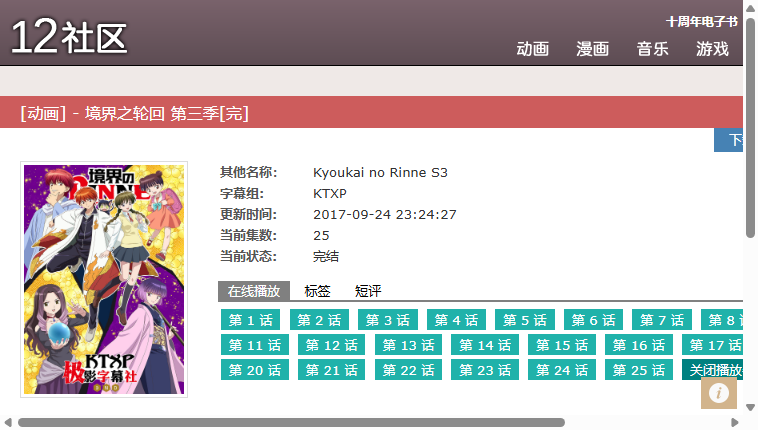 12社区
十周年电子书
动画 漫画 音乐 游戏
[动画] - 境界之轮回 第三季[完]
境界の
RINNE
KTXP
极影字幕社
其他名称: Kyoukai no Rinne S3
字幕组: KTXP
更新时间: 2017-09-24 23:24:27
当前集数: 25
当前状态: 完结
在线播放 标签 短评
第 1 话 第 2 话 第 3 话 第 4 话 第 5 话 第 6 话 第 7 话 第 8
第 11 话 第 12 话 第 13 话 第 14 话 第 15 话 第 16 话 第 17 话
第 20 话 第 21 话 第 22 话 第 23 话 第 24 话 第 25 话 关闭播放